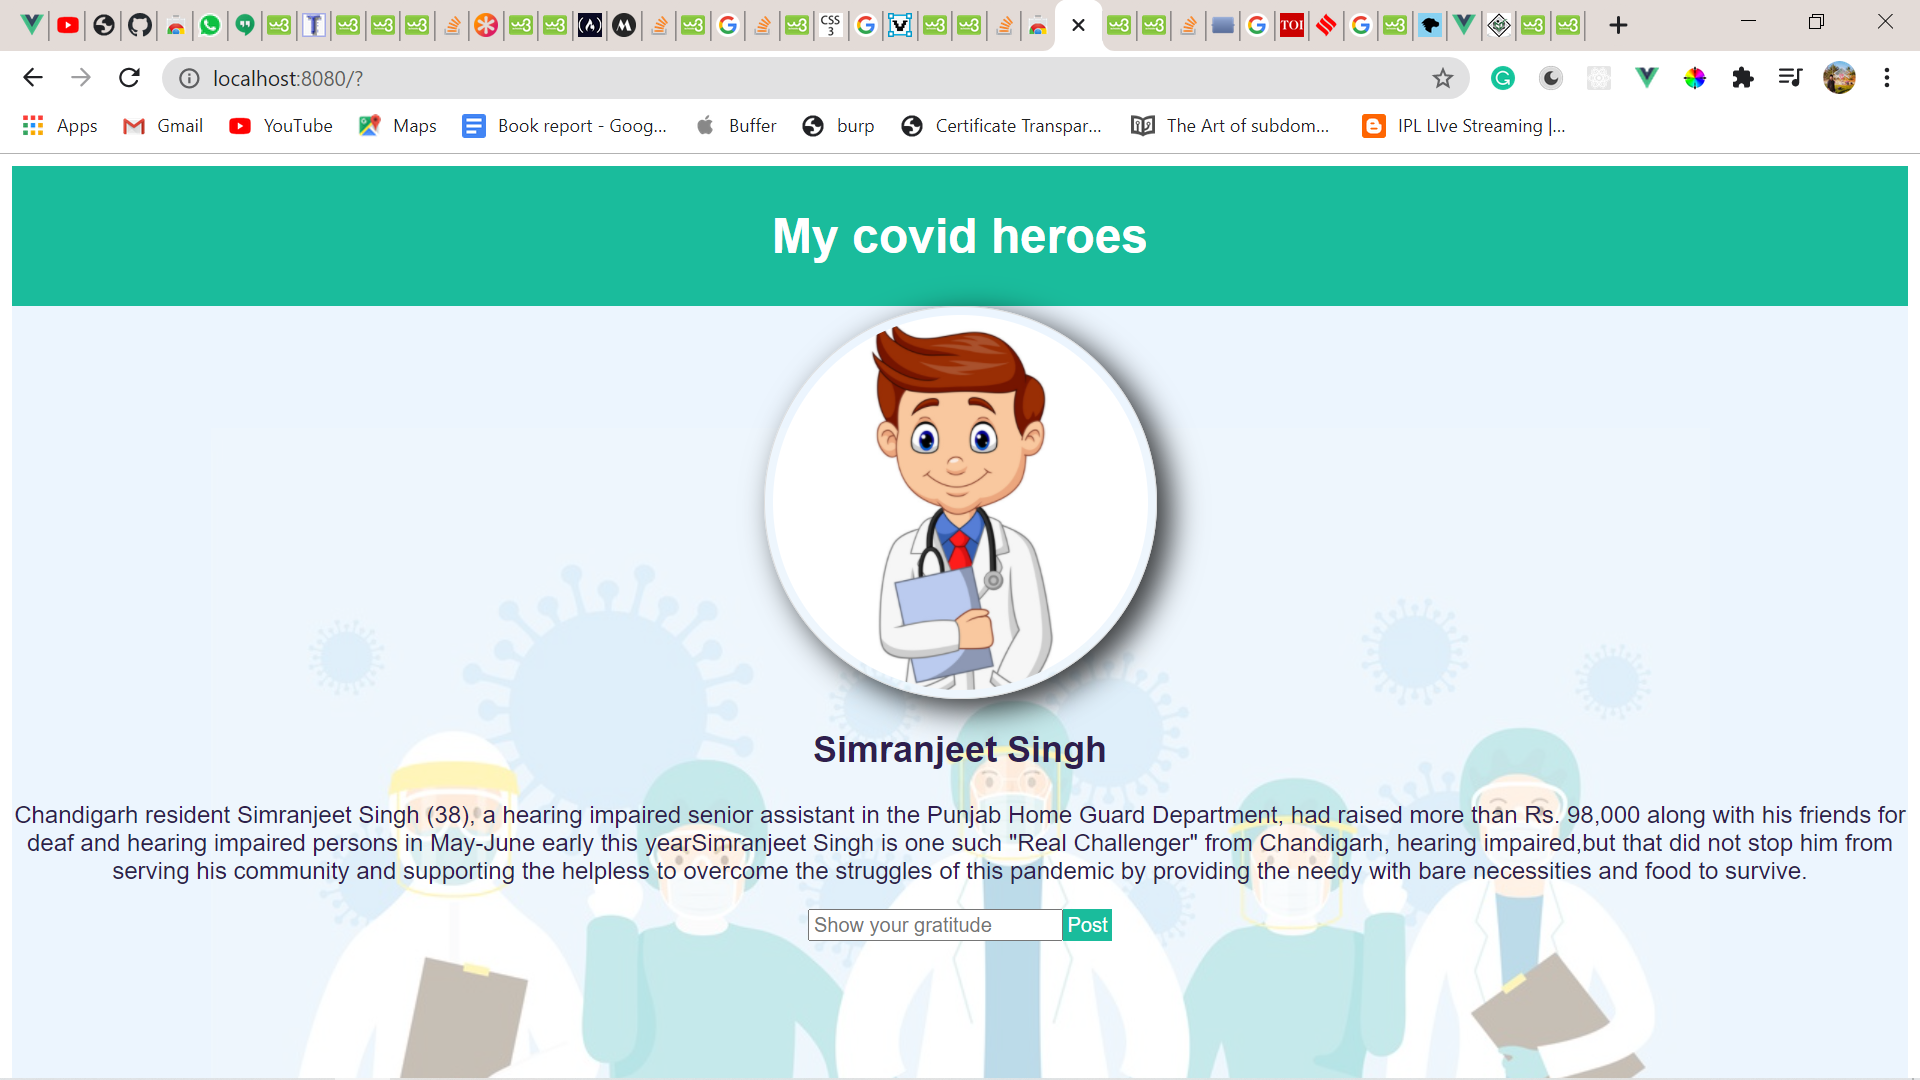 TOI
CSS
3
localhost:8080/?
Apps
Gmail
YouTube
Maps
Book report - Goog...
Buffer
burp
Certificate Transpar...
The Art of subdom...
IPL LIve Streaming |...
My covid heroes
Simranjeet Singh
Chandigarh resident Simranjeet Singh (38), a hearing impaired senior assistant in the Punjab Home Guard Department, had raised more than Rs. 98,000 along with his friends for
deaf and hearing impaired persons in May-June early this yearSimranjeet Singh is one such "Real Challenger" from Chandigarh, hearing impaired,but that did not stop him from
serving his community and supporting the helpless to overcome the struggles of this pandemic by providing the needy with bare necessities and food to survive.
Show your gratitude
Post